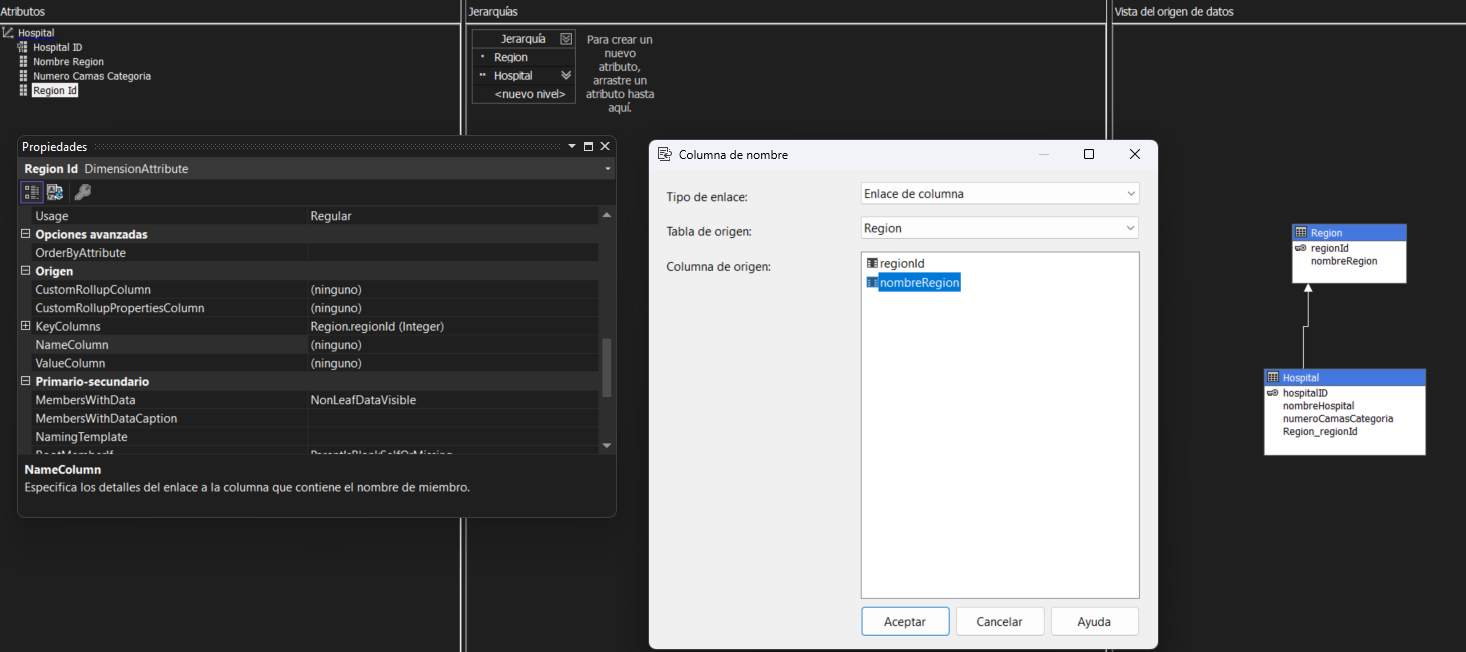 Atributos
Hospital
Hospital ID
Nombre Region
Numero Camas Categoria
Region Id
Jerarquías
Jerarquía
Region
Hospital
<nuevo nivel>
Para crear un
nuevo
atributo,
arrastre un
atributo hasta
aquí.
Vista del origen de datos
Region
regionId
nombreRegion
Hospital
hospitalID
nombreHospital
numeroCamasCategoria
Region_regionId
Propiedades
Region Id DimensionAttribute
Usage Regular
Opciones avanzadas
OrderByAttribute
Origen
CustomRollupColumn (ninguno)
CustomRollupPropertiesColumn (ninguno)
KeyColumns Region.regionId (Integer)
NameColumn (ninguno)
ValueColumn (ninguno)
Primario-secundario
MembersWithData NonLeafDataVisible
MembersWithDataCaption
NamingTemplate
RootMemberIf ParentIsBlankSelfOrMissing
NameColumn
Especifica los detalles del enlace a la columna que contiene el nombre de miembro.
Columna de nombre
Tipo de enlace: Enlace de columna
Tabla de origen: Region
Columna de origen:
regionId
nombreRegion
Aceptar Cancelar Ayuda